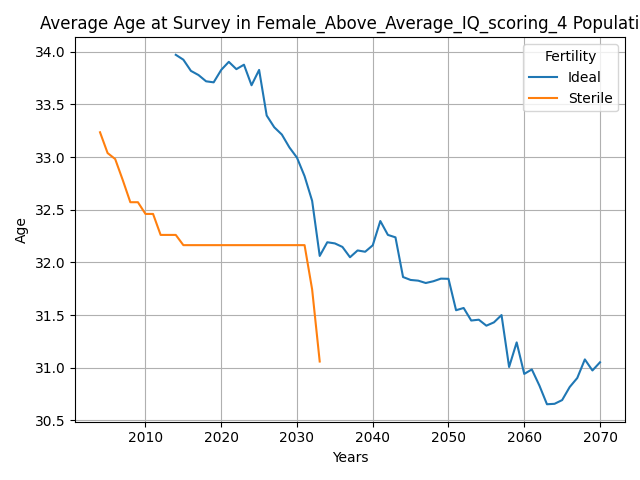 Average Age at Survey in Female_Above_Average_IQ_scoring_4 Populati
Fertility
Ideal
Sterile
34.0
33.5
33.0
32.5
32.0
31.5
31.0
30.5
Age
2010 2020 2030 2040 2050 2060 2070
Years